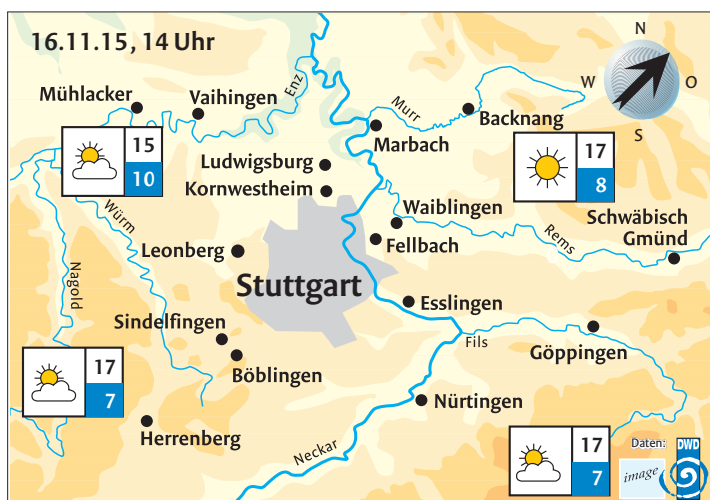 16.11.15, 14 Uhr
N
W
O
S
Mühlacker
Vaihingen
Enz
Murr
Backnang
Marbach
15
10
17
8
Ludwigsburg
Kornwestheim
Waiblingen
Schwäbisch
Gmünd
Würm
Rems
Leonberg
Fellbach
Nagold
Stuttgart
Esslingen
Sindelfingen
Fils
Göppingen
Böblingen
17
7
Nürtingen
Herrenberg
Neckar
17
7
Daten:
DWD
image